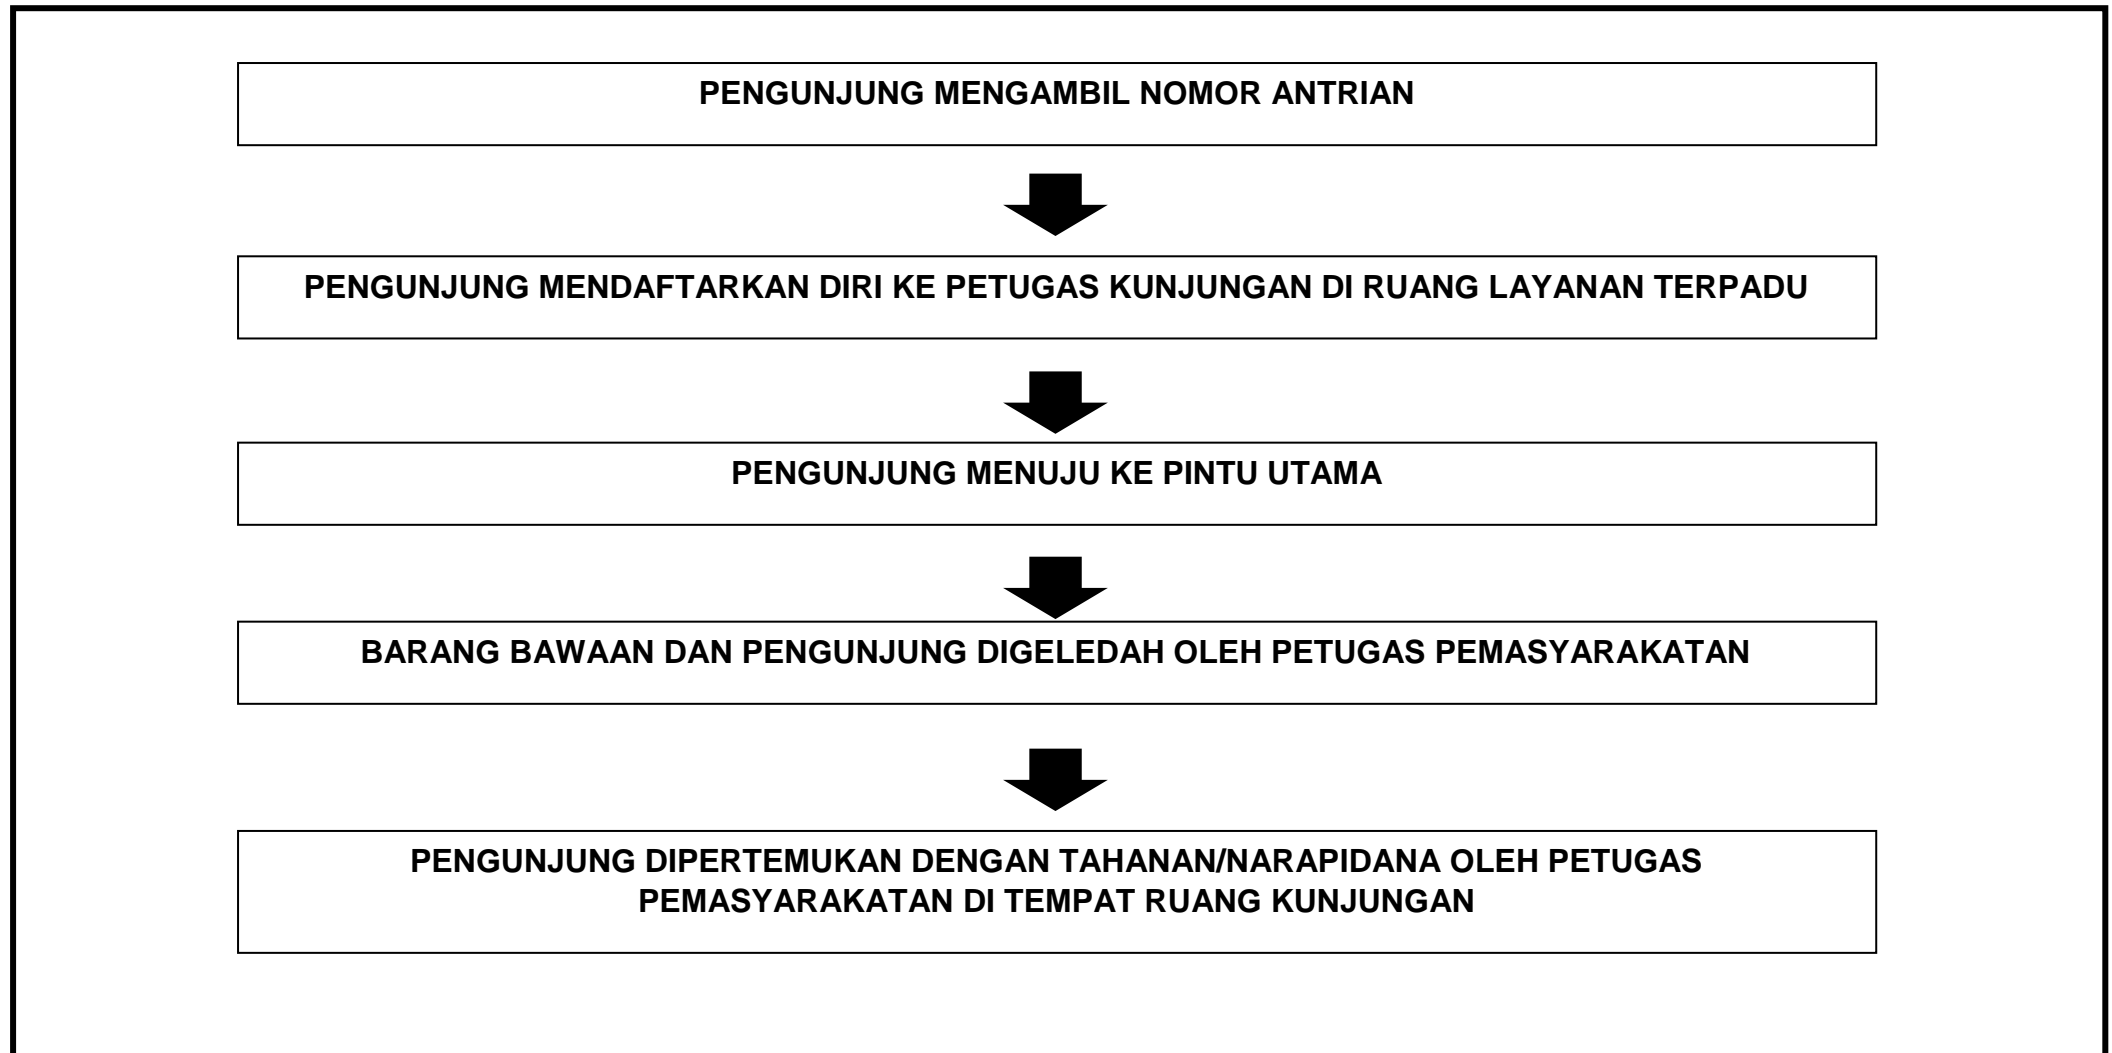 PENGUNJUNG MENGAMBIL NOMOR ANTRIAN
PENGUNJUNG MENDAFTARKAN DIRI KE PETUGAS KUNJUNGAN DI RUANG LAYANAN TERPADU
PENGUNJUNG MENUJU KE PINTU UTAMA
BARANG BAWAAN DAN PENGUNJUNG DIGELEDAH OLEH PETUGAS PEMASYARAKATAN
PENGUNJUNG DIPERTEMUKAN DENGAN TAHANAN/NARAPIDANA OLEH PETUGAS
PEMASYARAKATAN DI TEMPAT RUANG KUNJUNGAN